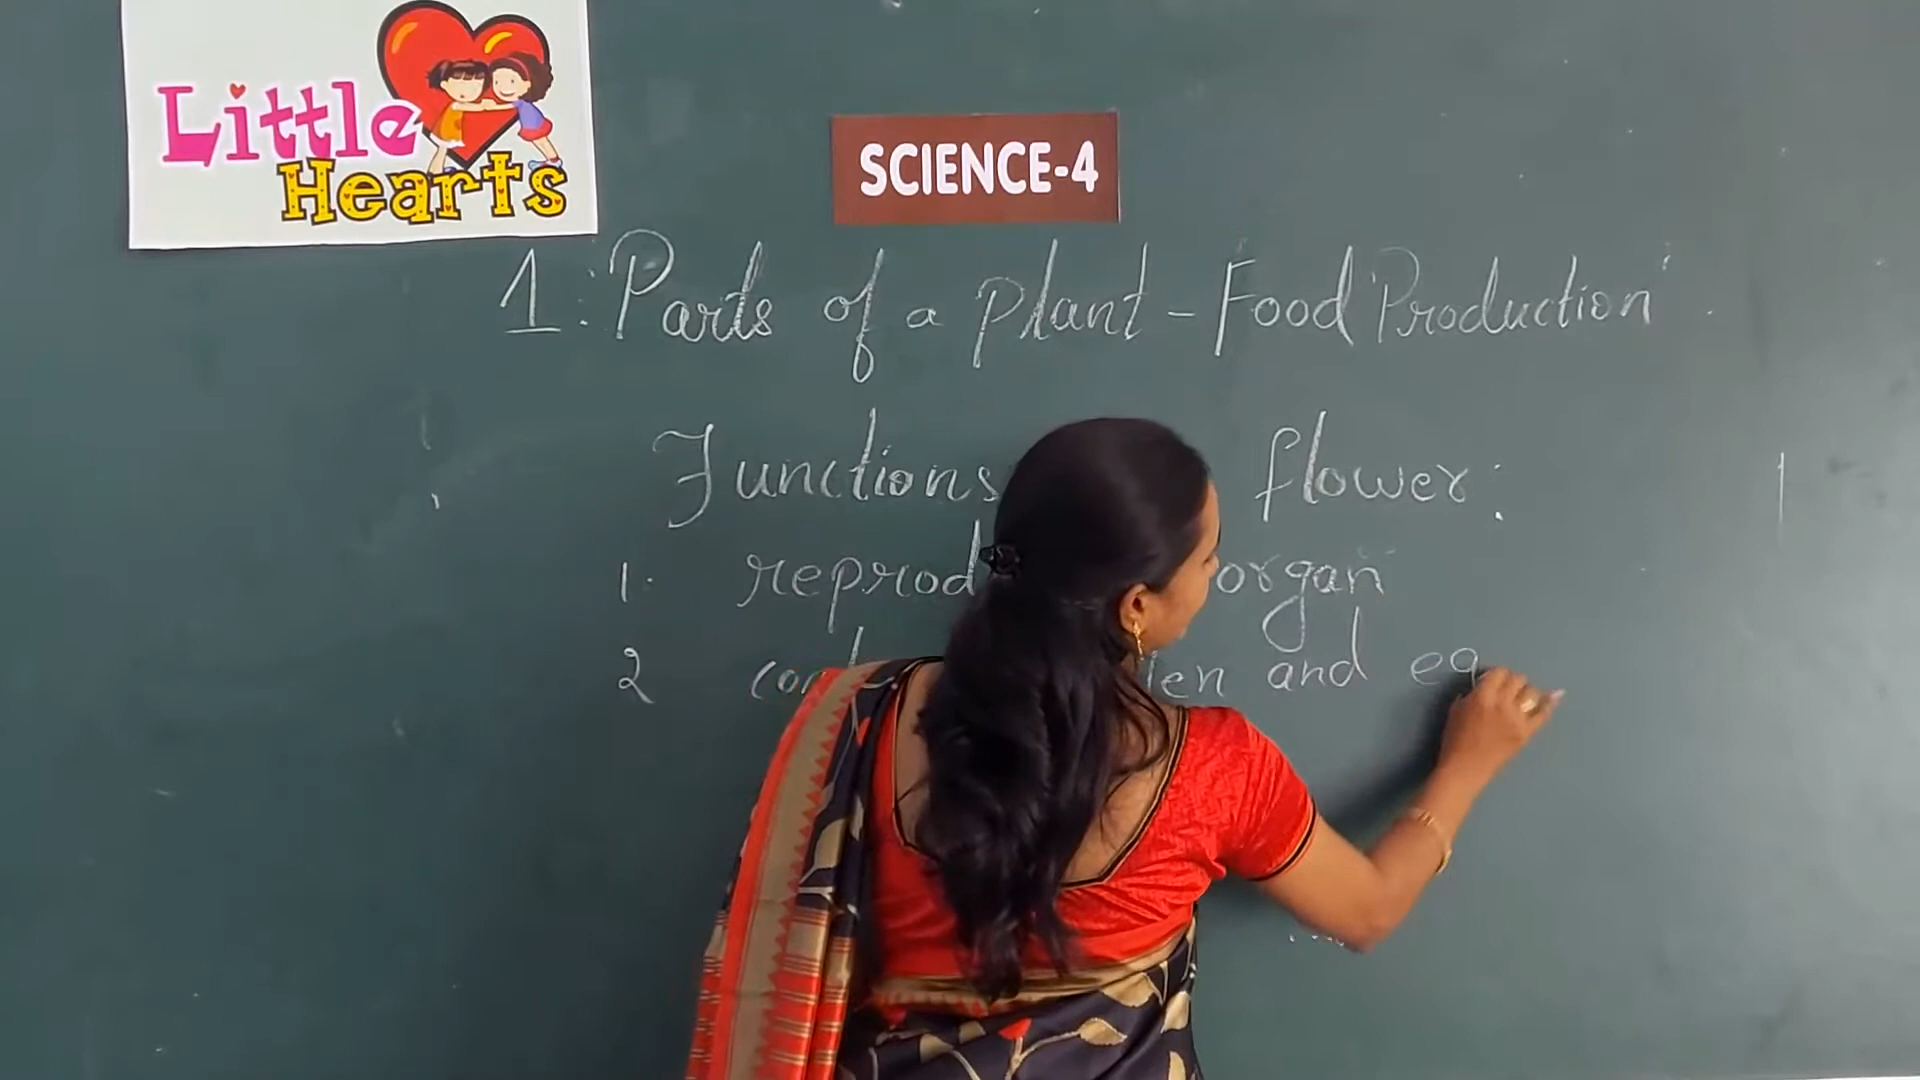 Little
Hearts
SCIENCE-4
1: Parts of a plant - Food Production
Functions flower:
1. reprod organ
2 and